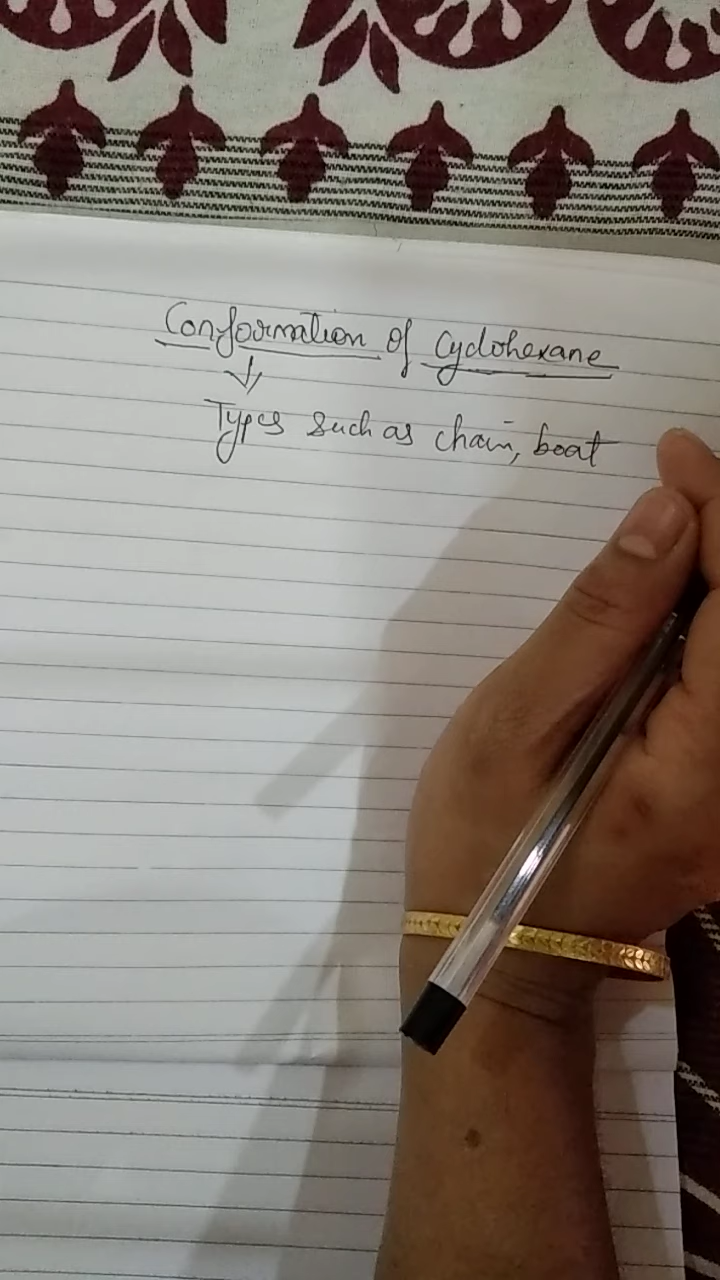 Conformation of Cyclohexane
Types such as chain, boat